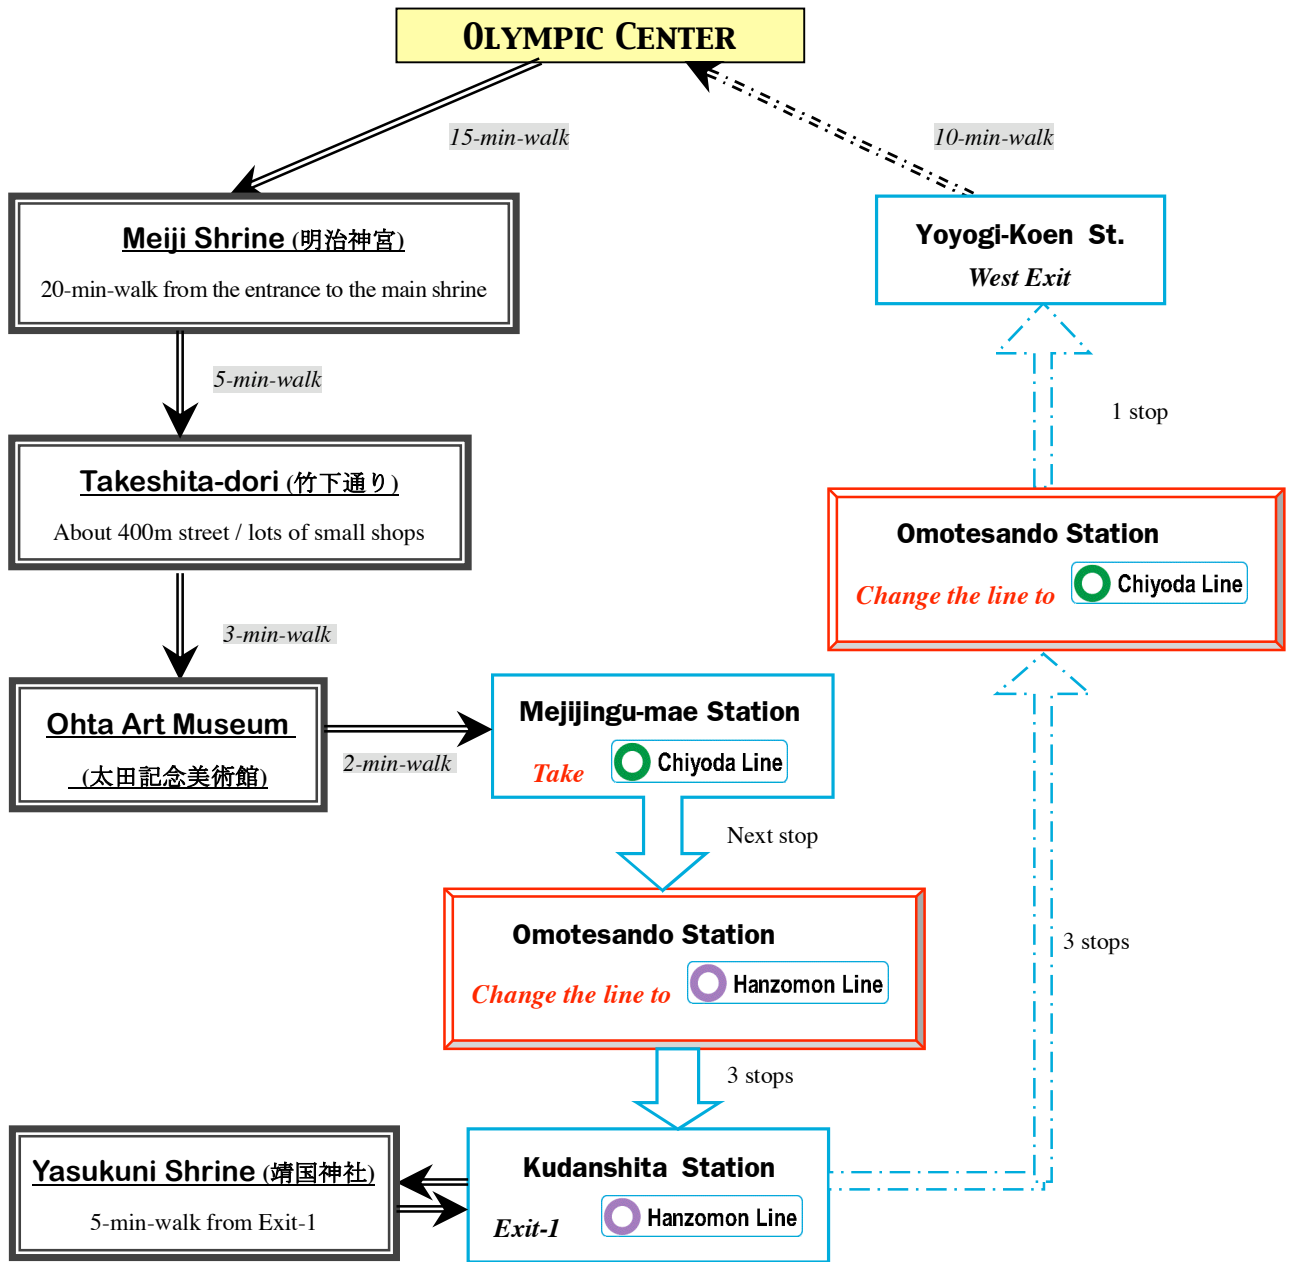 OLYMPIC CENTER
15-min-walk
10-min-walk
Meiji Shrine (明治神宮)
20-min-walk from the entrance to the main shrine
Yoyogi-Koen St.
West Exit
5-min-walk
1 stop
Takeshita-dori (竹下通り)
About 400m street / lots of small shops
Omotesando Station
Change the line to Chiyoda Line
3-min-walk
Ohta Art Museum
(太田記念美術館)
2-min-walk
Mejijingu-mae Station
Take Chiyoda Line
Next stop
Omotesando Station
Change the line to Hanzomon Line
3 stops
3 stops
Yasukuni Shrine (靖国神社)
5-min-walk from Exit-1
Kudanshita Station
Exit-1 Hanzomon Line